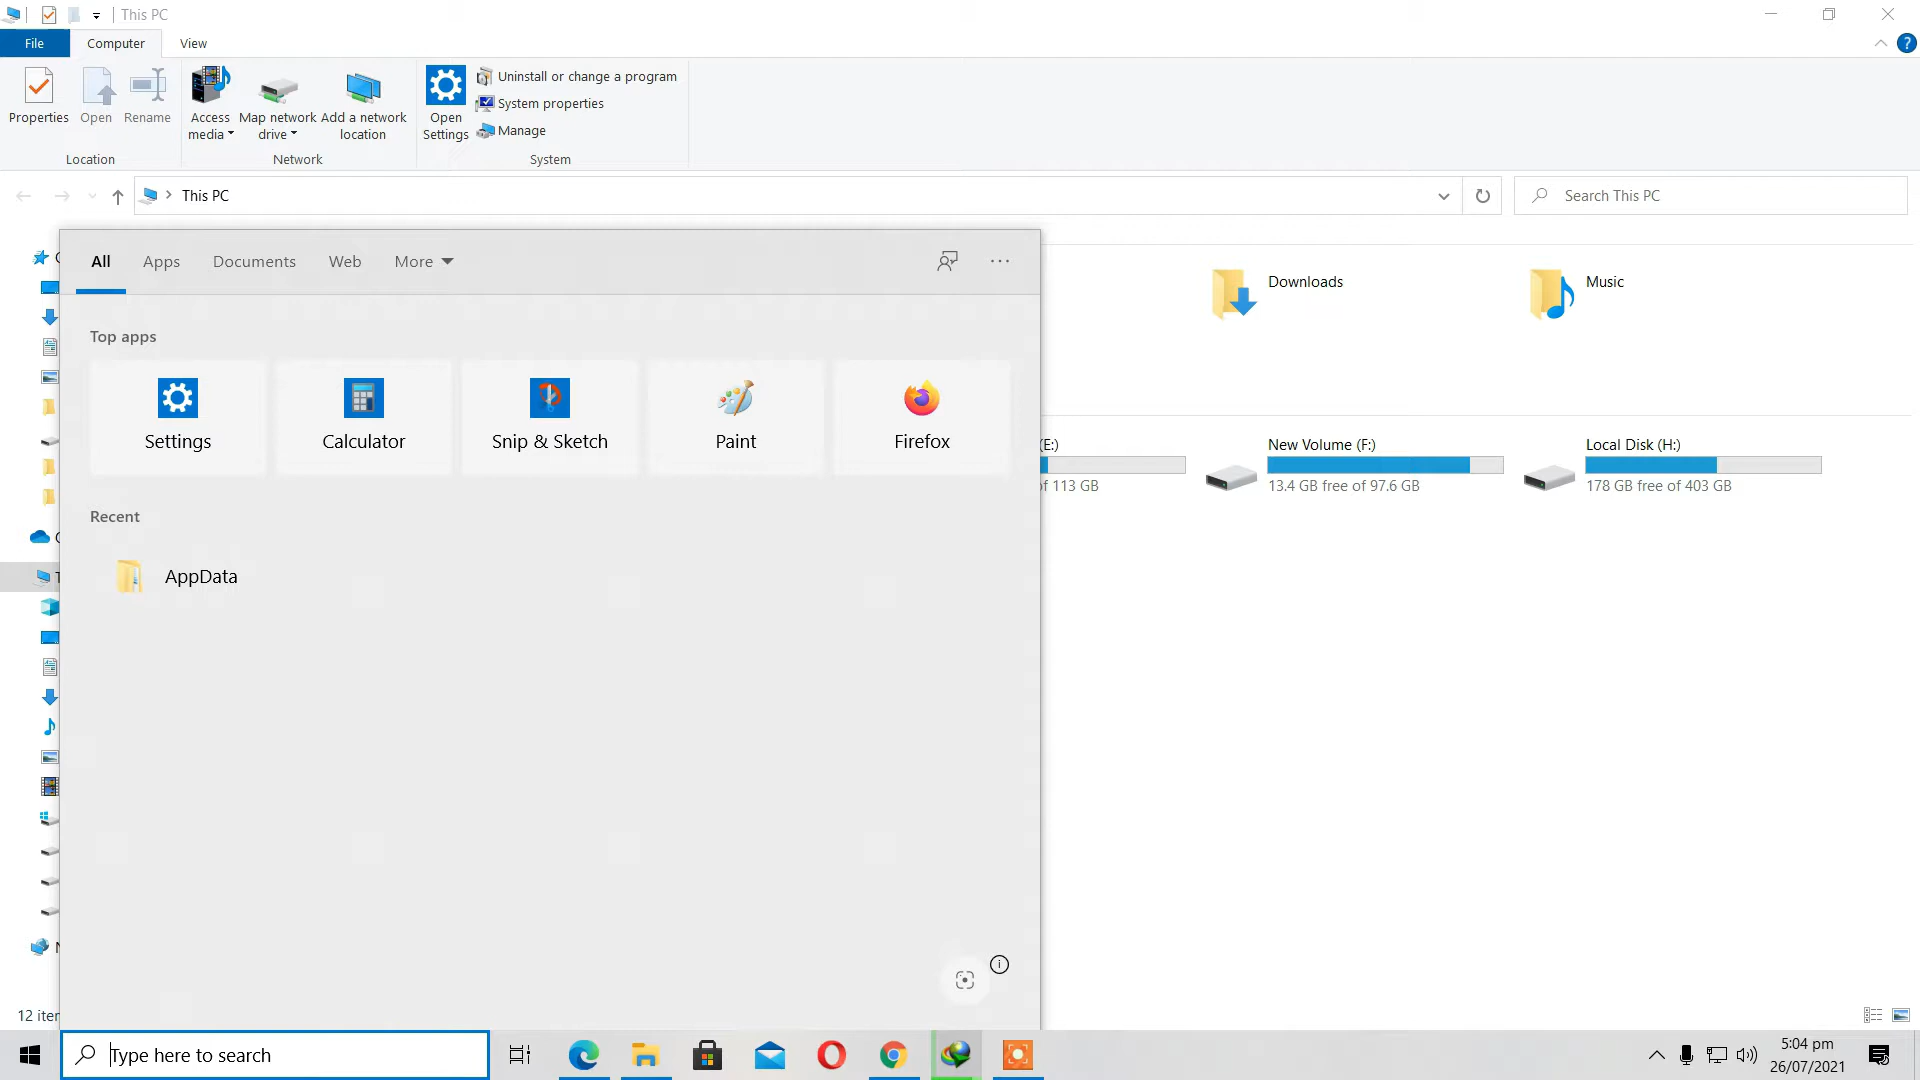 This PC
File
Computer
View
Properties
Open
Rename
Access
media
Map network
drive
Add a network
location
Open
Settings
Uninstall or change a program
System properties
Manage
Location
Network
System
This PC
Search This PC
All
Apps
Documents
Web
More
Top apps
Settings
Calculator
Snip & Sketch
Paint
Firefox
Recent
AppData
Downloads
Music
(E:)
of 113 GB
New Volume (F:)
13.4 GB free of 97.6 GB
Local Disk (H:)
178 GB free of 403 GB
12 iter
Type here to search
5:04 pm
26/07/2021